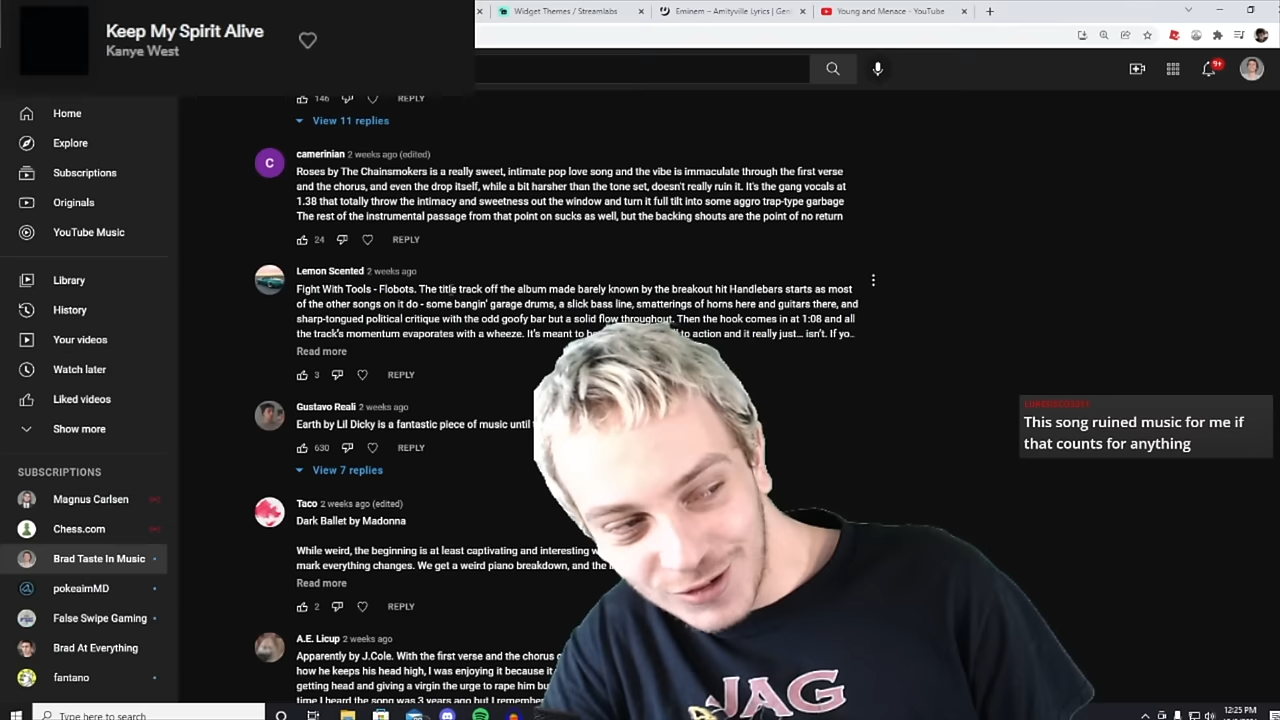 Keep My Spirit Alive
Kanye West
Widget Themes / Streamlabs
Eminem – Amityville Lyrics | Gen
Young and Menace - YouTube
9+
Home
Explore
Subscriptions
Originals
YouTube Music
Library
History
Your videos
Watch later
Liked videos
Show more
SUBSCRIPTIONS
Magnus Carlsen
Chess.com
Brad Taste In Music
pokeaimMD
False Swipe Gaming
Brad At Everything
fantano
146 REPLY
View 11 replies
C
camerinian 2 weeks ago (edited)
Roses by The Chainsmokers is a really sweet, intimate pop love song and the vibe is immaculate through the first verse
and the chorus, and even the drop itself, while a bit harsher than the tone set, doesn't really ruin it. It's the gang vocals at
1.38 that totally throw the intimacy and sweetness out the window and turn it full tilt into some aggro trap-type garbage
The rest of the instrumental passage from that point on sucks as well, but the backing shouts are the point of no return
24 REPLY
Lemon Scented 2 weeks ago
Fight With Tools - Flobots. The title track off the album made barely known by the breakout hit Handlebars starts as most
of the other songs on it do - some bangin' garage drums, a slick bass line, smatterings of horns here and guitars there, and
sharp-tongued political critique with the odd goofy bar but a solid flow throughout. Then the hook comes in at 1:08 and all
the track's momentum evaporates with a wheeze. It's meant to to action and it really just... isn't. If yo..
Read more
3 REPLY
Gustavo Reali 2 weeks ago
Earth by Lil Dicky is a fantastic piece of music until
630 REPLY
View 7 replies
Taco 2 weeks ago (edited)
Dark Ballet by Madonna
While weird, the beginning is at least captivating and interesting
mark everything changes. We get a weird piano breakdown, and the
Read more
2 REPLY
A.E. Licup 2 weeks ago
Apparently by J.Cole. With the first verse and the chorus
how he keeps his head high, I was enjoying it because
getting head and giving a virgin the urge to rape him
time I heard the song was 3 years ago but I
This song ruined music for me if
that counts for anything
JAG
Type here to search
12:25 PM